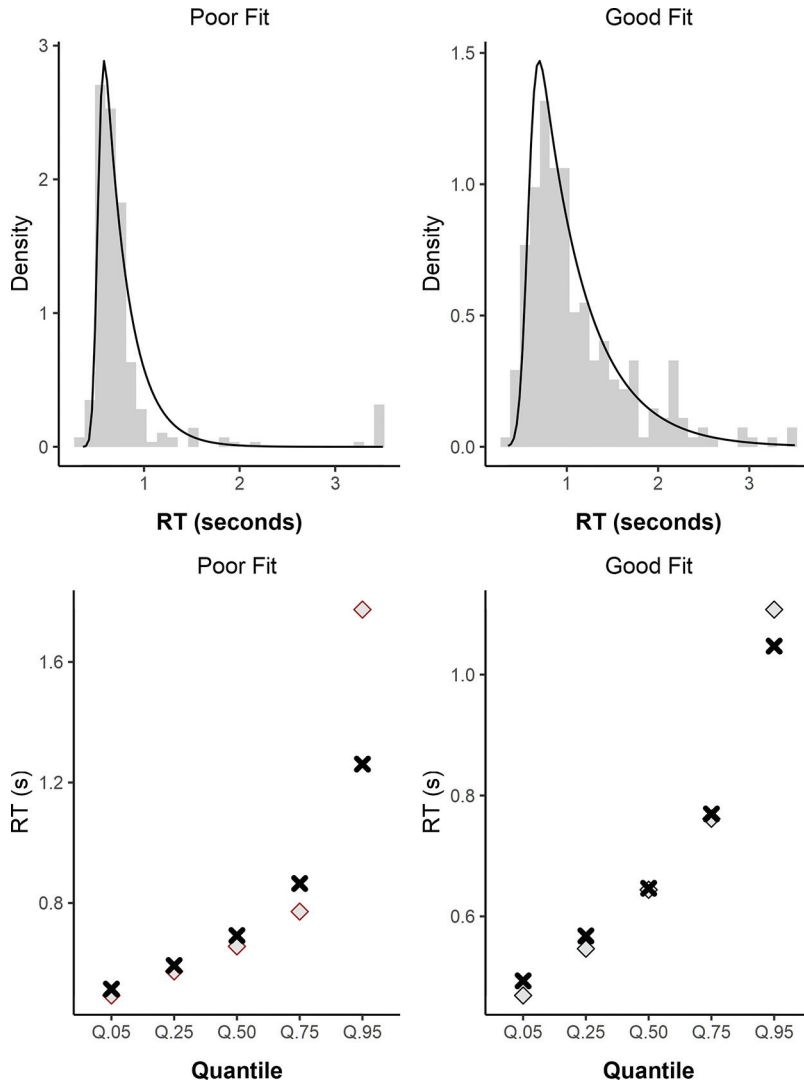 Poor Fit
Good Fit
3
2
1
0
Density
1 2 3
RT (seconds)
1.5
1.0
0.5
0.0
Density
1 2 3
RT (seconds)
Poor Fit
Good Fit
1.6
1.2
0.8
RT (s)
Q.05 Q.25 Q.50 Q.75 Q.95
Quantile
1.0
0.8
0.6
RT (s)
Q.05 Q.25 Q.50 Q.75 Q.95
Quantile